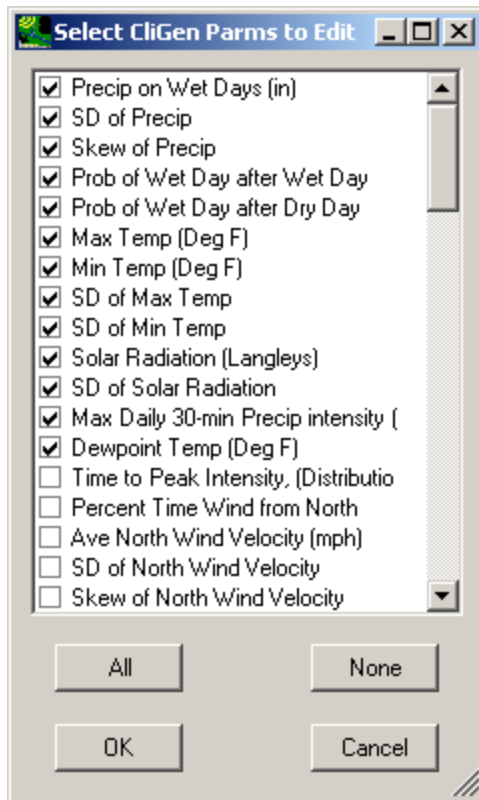 Select CliGen Parms to Edit
Precip on Wet Days (in)
SD of Precip
Skew of Precip
Prob of Wet Day after Wet Day
Prob of Wet Day after Dry Day
Max Temp (Deg F)
Min Temp (Deg F)
SD of Max Temp
SD of Min Temp
Solar Radiation (Langleys)
SD of Solar Radiation
Max Daily 30-min Precip intensity (
Dewpoint Temp (Deg F)
Time to Peak Intensity, (Distributio
Percent Time Wind from North
Ave North Wind Velocity (mph)
SD of North Wind Velocity
Skew of North Wind Velocity
All None
OK Cancel